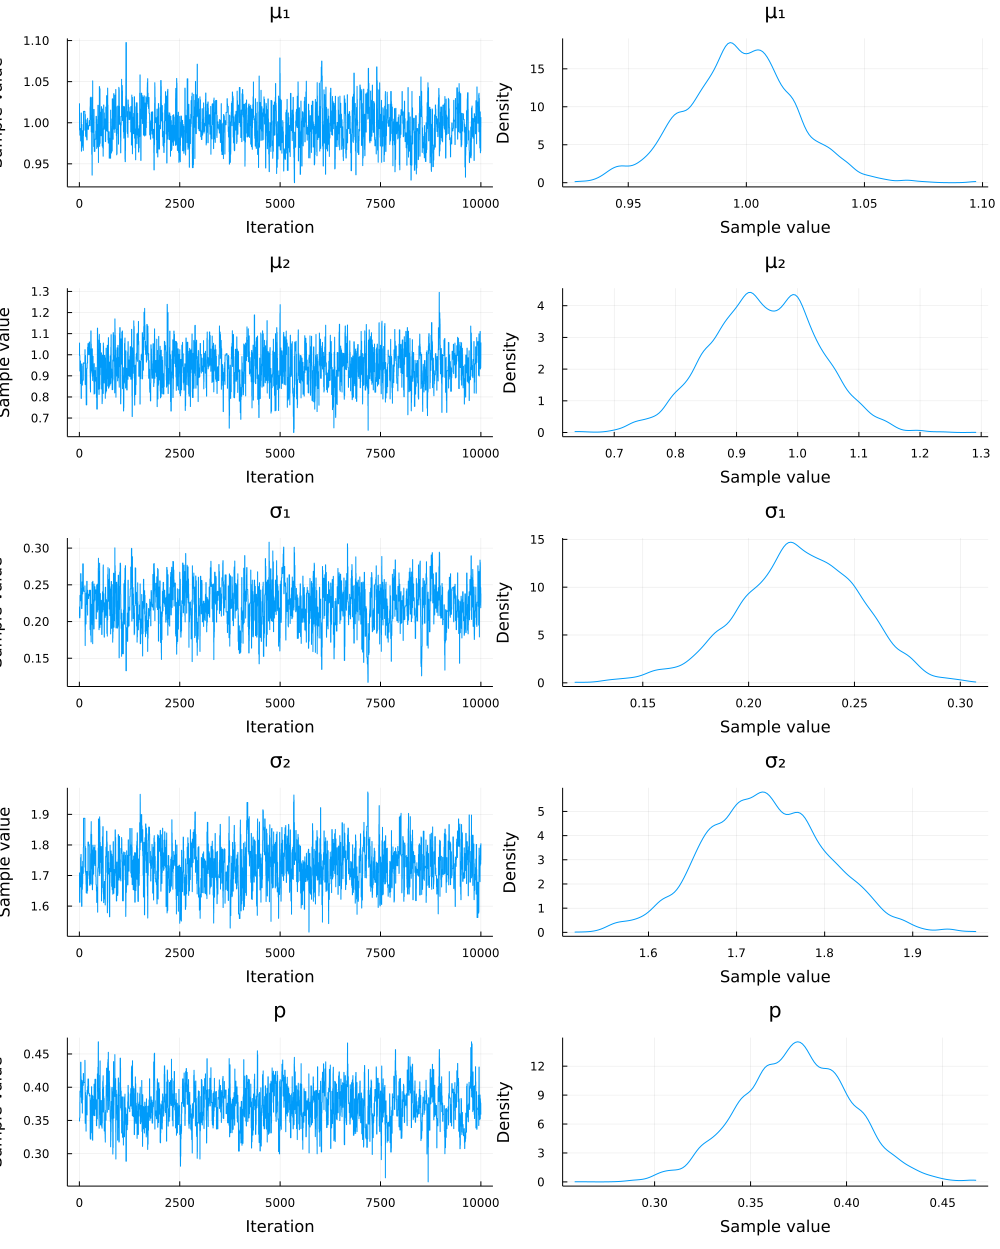 μ₁ μ₁
1.10
1.05
1.00
0.95
Sample value
0 2500 5000 7500 10000
Iteration
15
10
5
0
Density
0.95 1.00 1.05 1.10
Sample value
μ₂ μ₂
1.3
1.2
1.1
1.0
0.9
0.8
0.7
Sample value
0 2500 5000 7500 10000
Iteration
4
3
2
1
0
Density
0.7 0.8 0.9 1.0 1.1 1.2 1.3
Sample value
σ₁ σ₁
0.30
0.25
0.20
0.15
Sample value
0 2500 5000 7500 10000
Iteration
15
10
5
0
Density
0.15 0.20 0.25 0.30
Sample value
σ₂ σ₂
1.9
1.8
1.7
1.6
Sample value
0 2500 5000 7500 10000
Iteration
5
4
3
2
1
0
Density
1.6 1.7 1.8 1.9
Sample value
p p
0.45
0.40
0.35
0.30
Sample value
0 2500 5000 7500 10000
Iteration
12
9
6
3
0
Density
0.30 0.35 0.40 0.45
Sample value